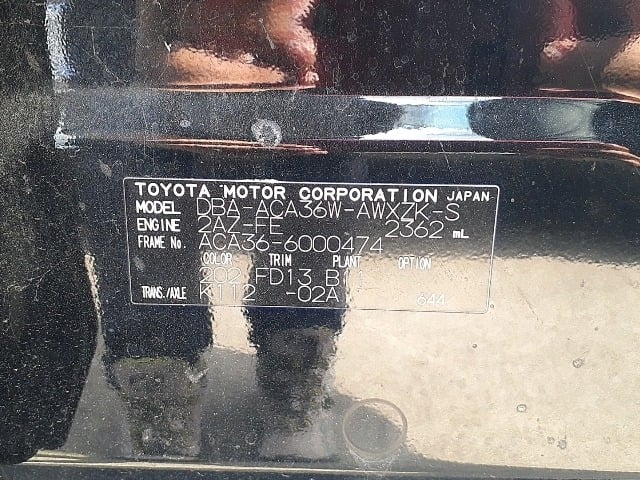 TOYOTA MOTOR CORPORATION JAPAN
MODEL DBA-ACA36W-AWXZK-S
ENGINE 2AZ-FE 2362 mL
FRAME No. ACA36-6000474
COLOR TRIM PLANT OPTION
202 FD13 B1
TRANS./AXLE K112 -02A 644